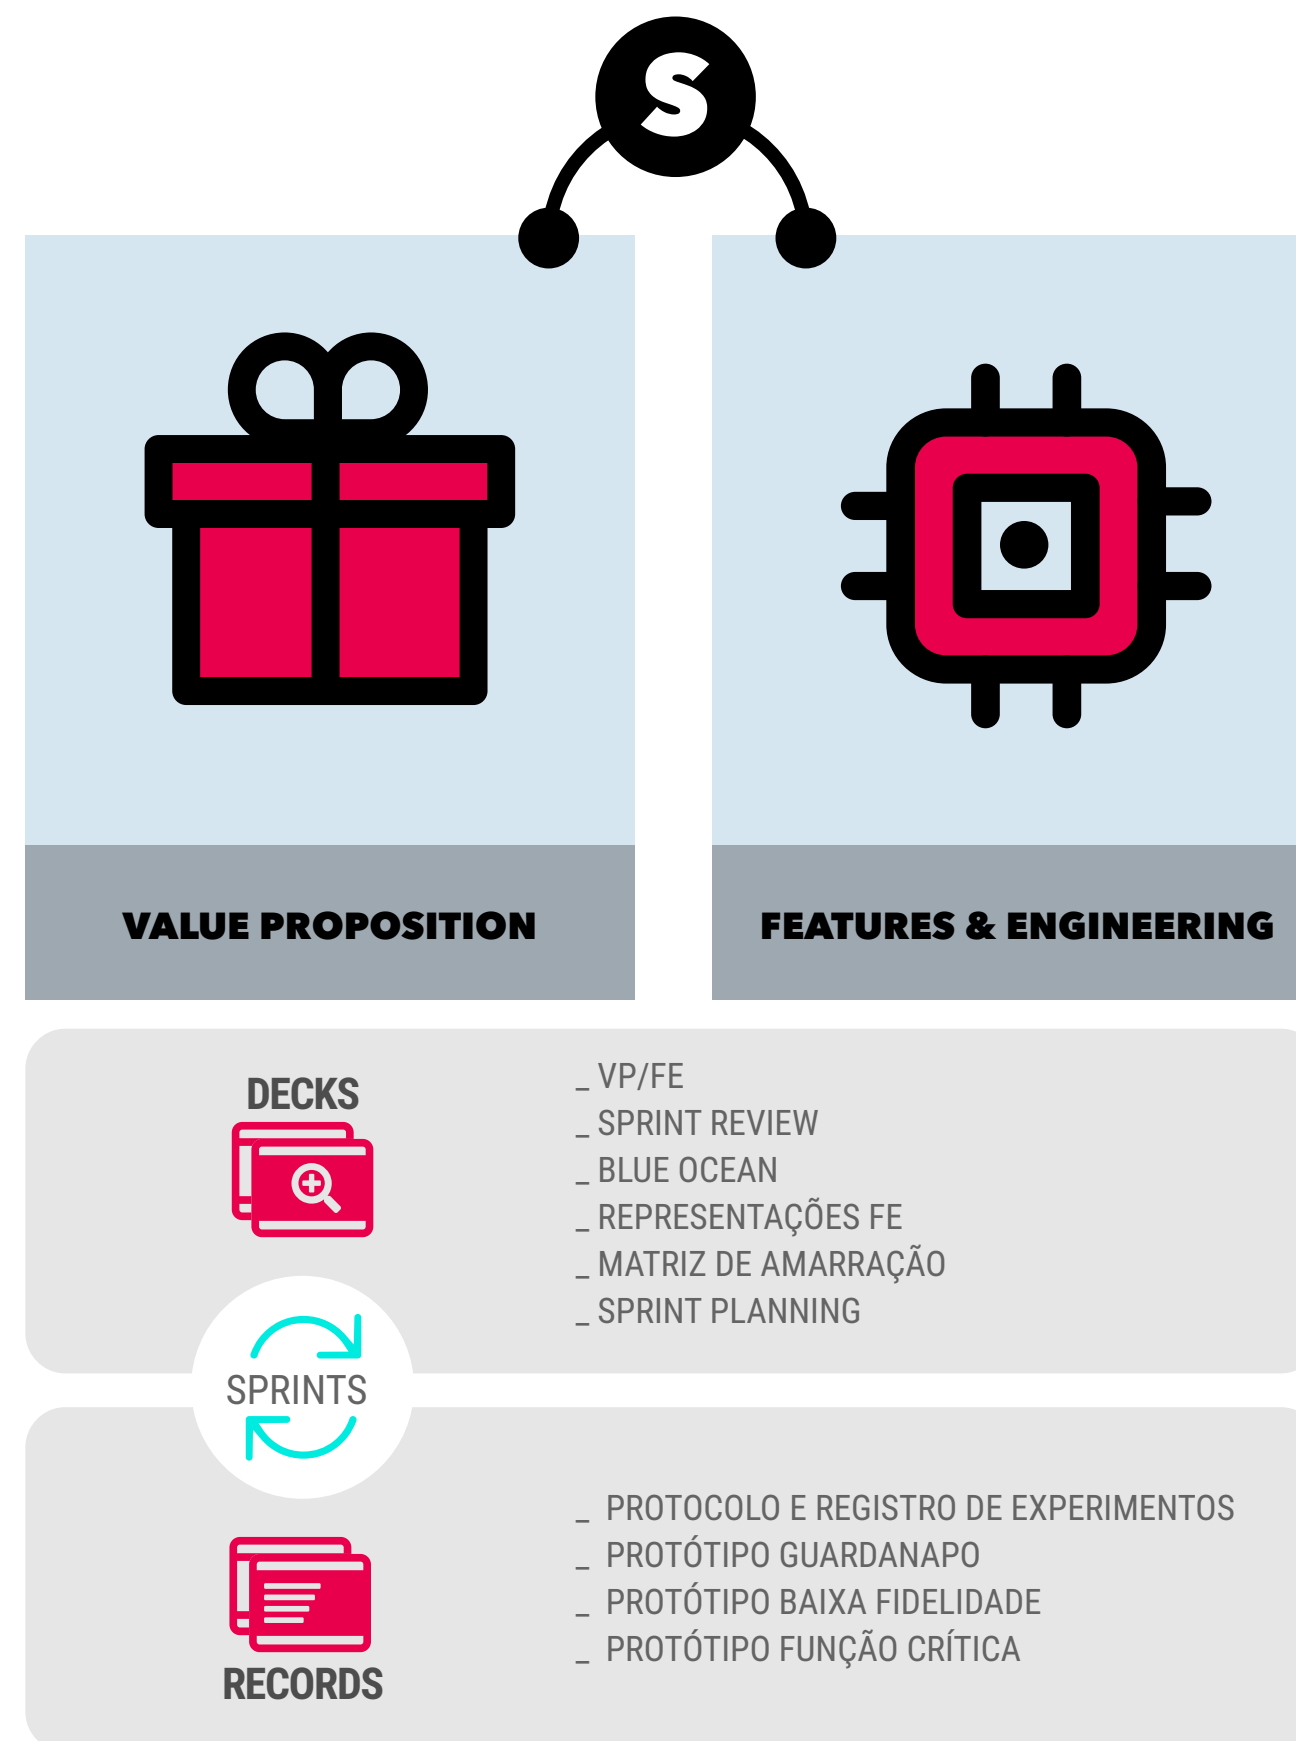 S
VALUE PROPOSITION
FEATURES & ENGINEERING
DECKS
_ VP/FE
_ SPRINT REVIEW
_ BLUE OCEAN
_ REPRESENTAÇÕES FE
_ MATRIZ DE AMARRAÇÃO
_ SPRINT PLANNING
SPRINTS
_ PROTOCOLO E REGISTRO DE EXPERIMENTOS
_ PROTÓTIPO GUARDANAPO
_ PROTÓTIPO BAIXA FIDELIDADE
_ PROTÓTIPO FUNÇÃO CRÍTICA
RECORDS